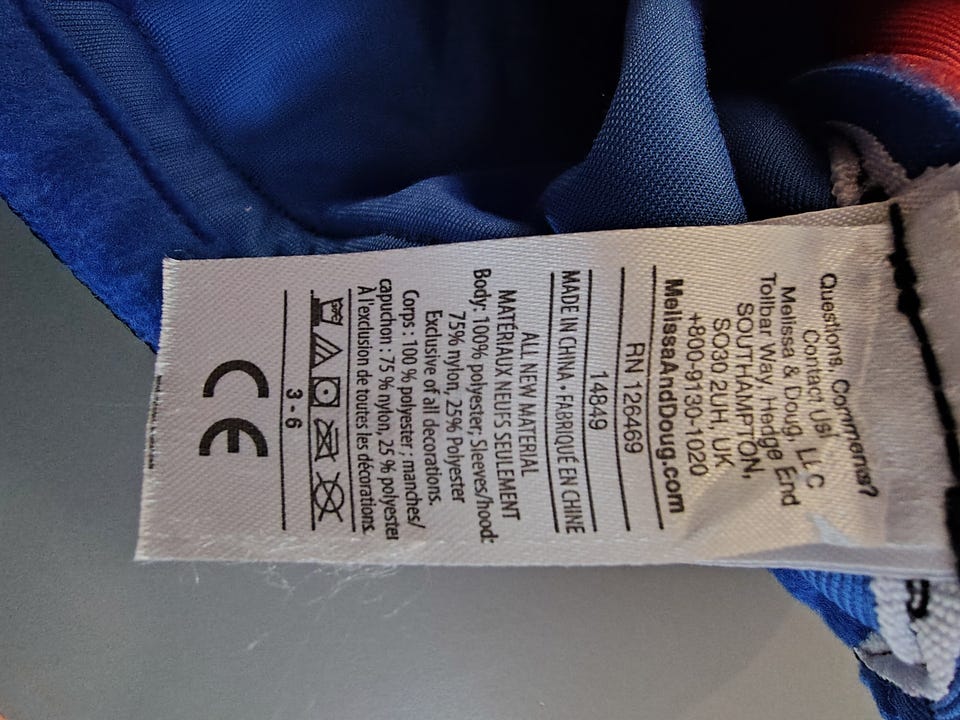 Questions, Comments?
Contact Us!
Melissa & Doug, LLC
Tollbar Way, Hedge End
SOUTHAMPTON,
SO30 2UH, UK
+800-9130-1020
MelissaAndDoug.com
RN 126469
14849
MADE IN CHINA • FABRIQUÉ EN CHINE
ALL NEW MATERIAL
MATÉRIAUX NEUFS SEULEMENT
Body: 100% polyester; Sleeves/hood:
75% nylon, 25% Polyester
Exclusive of all decorations.
Corps : 100 % polyester ; manches/
capuchon : 75 % nylon, 25 % polyester
À l'exclusion de toutes les décorations.
3 - 6
CE